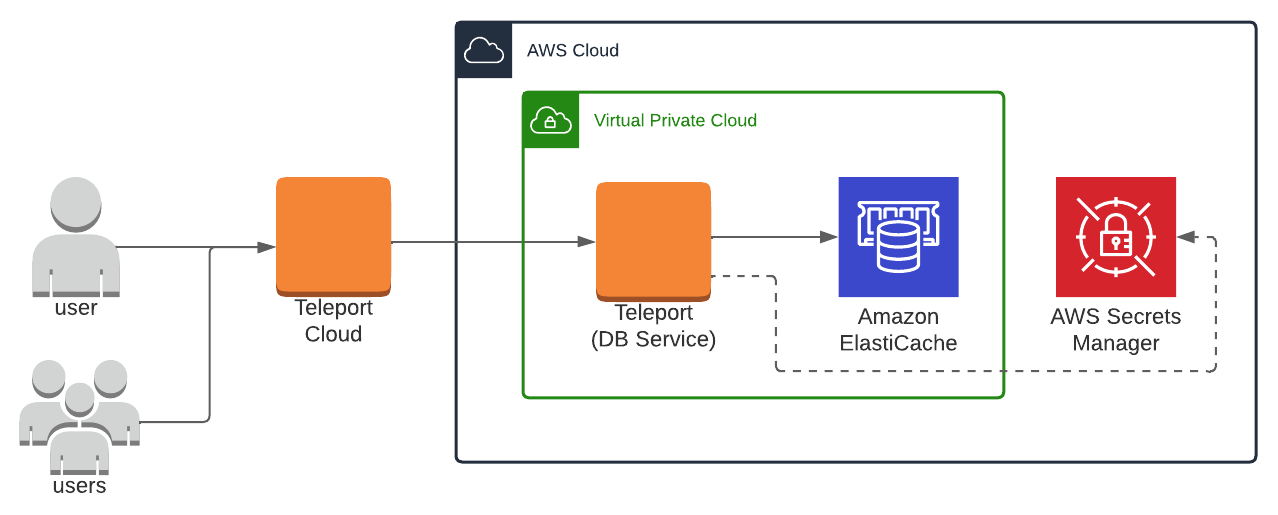 AWS Cloud
Virtual Private Cloud
user
users
Teleport
Cloud
Teleport
(DB Service)
Amazon
ElastiCache
AWS Secrets
Manager